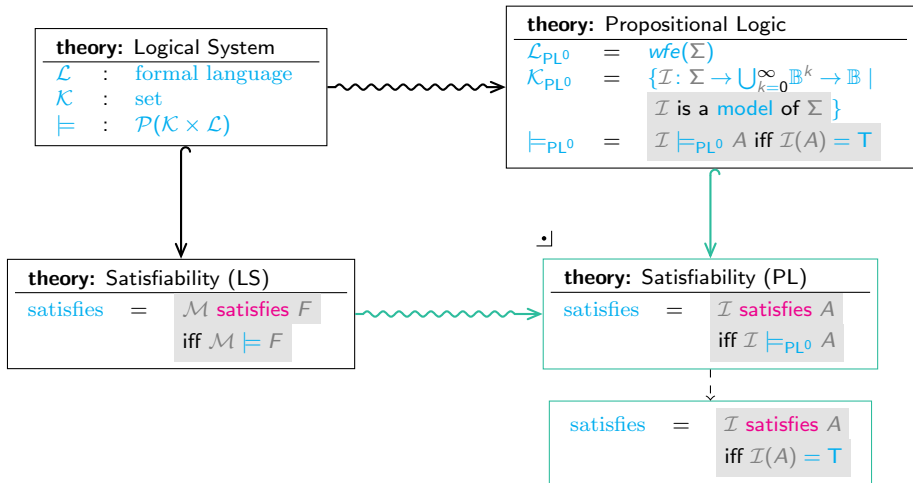 theory: Logical System
ℒ : formal language
𝒦 : set
⊨ : 𝒫(𝒦 × ℒ)
theory: Propositional Logic
ℒ_PL⁰ = wfe(Σ)
𝒦_PL⁰ = {ℐ: Σ → ⋃_{k=0}^∞ 𝔹^k → 𝔹 |
ℐ is a model of Σ }
⊨_PL⁰ = ℐ ⊨_PL⁰ A iff ℐ(A) = T
theory: Satisfiability (LS)
satisfies = ℳ satisfies F
iff ℳ ⊨ F
theory: Satisfiability (PL)
satisfies = ℐ satisfies A
iff ℐ ⊨_PL⁰ A
satisfies = ℐ satisfies A
iff ℐ(A) = T